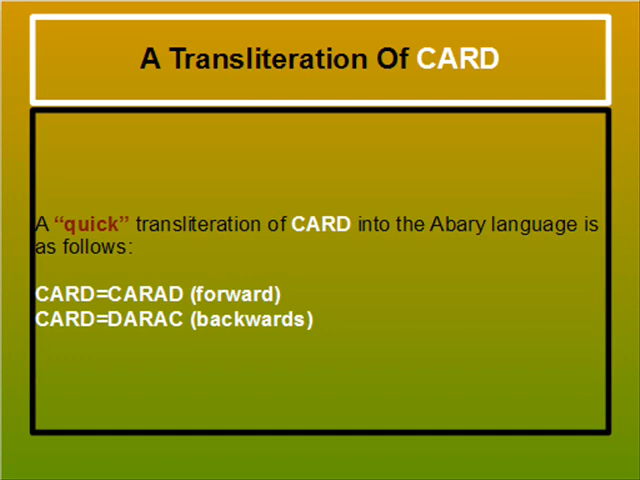 A Transliteration Of CARD
A “quick” transliteration of CARD into the Abary language is
as follows:
CARD=CARAD (forward)
CARD=DARAC (backwards)